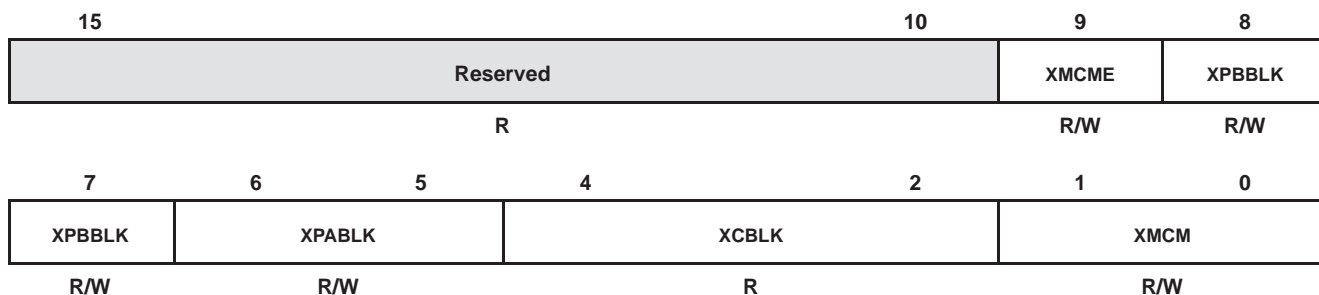 15 10 9 8
Reserved XMCME XPBBLK
R R/W R/W
7 6 5 4 2 1 0
XPBBLK XPABLK XCBLK XMCM
R/W R/W R R/W